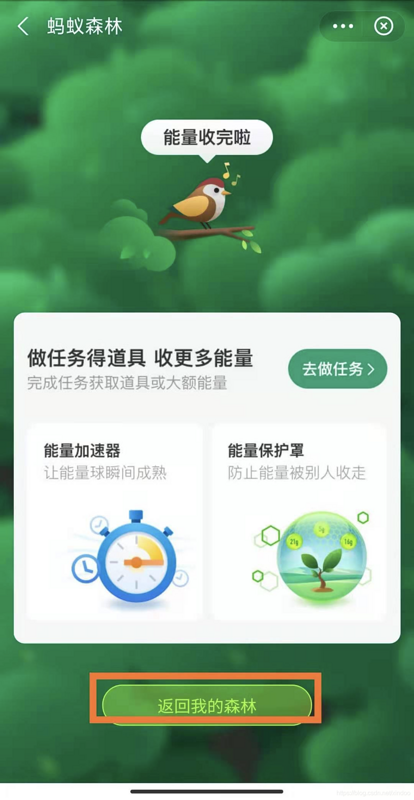 蚂蚁森林
能量收完啦
做任务得道具 收更多能量
完成任务获取道具或大额能量
去做任务
能量加速器
让能量球瞬间成熟
能量保护罩
防止能量被别人收走
返回我的森林